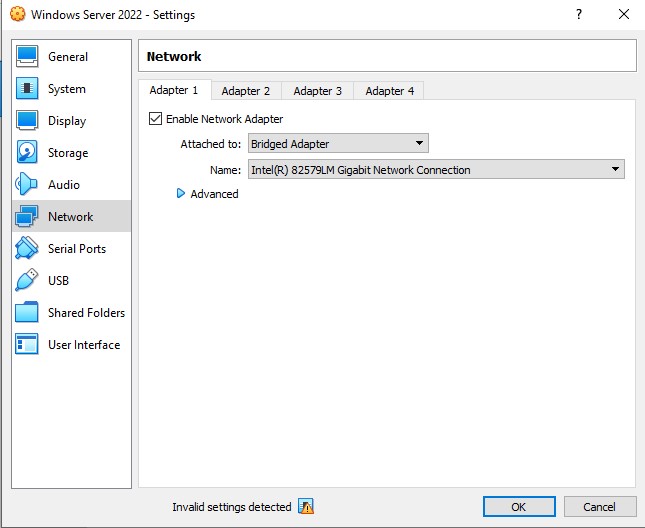 Windows Server 2022 - Settings ?
General
System
Display
Storage
Audio
Network
Serial Ports
USB
Shared Folders
User Interface
Network
Adapter 1 Adapter 2 Adapter 3 Adapter 4
Enable Network Adapter
Attached to: Bridged Adapter
Name: Intel(R) 82579LM Gigabit Network Connection
Advanced
Invalid settings detected OK Cancel